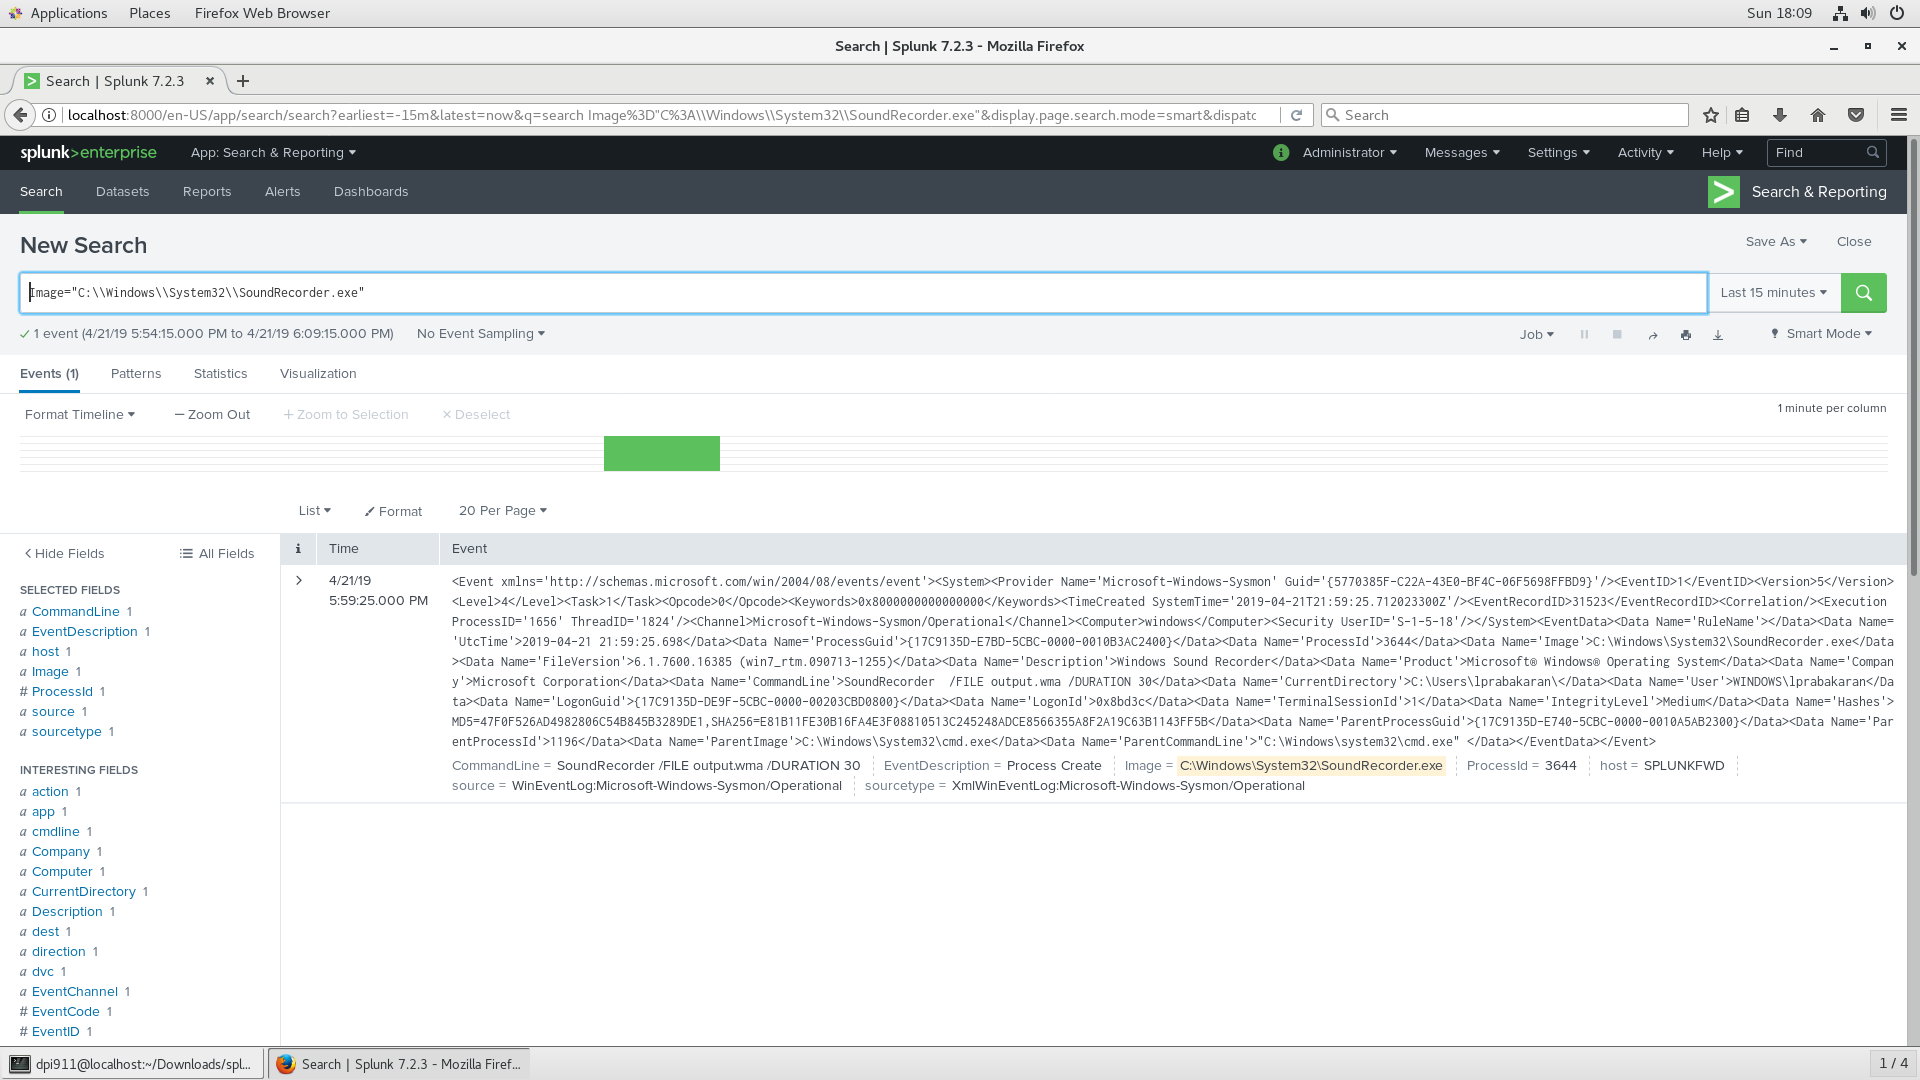 Applications Places Firefox Web Browser Sun 18:09
Search | Splunk 7.2.3 - Mozilla Firefox
Search | Splunk 7.2.3
localhost:8000/en-US/app/search/search?earliest=-15m&latest=now&q=search Image%3D"C%3A\\Windows\\System32\\SoundRecorder.exe"&display.page.search.mode=smart&dispatc Search
splunk>enterprise App: Search & Reporting Administrator Messages Settings Activity Help Find
Search Datasets Reports Alerts Dashboards Search & Reporting
New Search Save As Close
Image="C:\\Windows\\System32\\SoundRecorder.exe" Last 15 minutes
1 event (4/21/19 5:54:15.000 PM to 4/21/19 6:09:15.000 PM) No Event Sampling Job Smart Mode
Events (1) Patterns Statistics Visualization
Format Timeline — Zoom Out + Zoom to Selection × Deselect 1 minute per column
List Format 20 Per Page
< Hide Fields All Fields
SELECTED FIELDS
a CommandLine 1
a EventDescription 1
a host 1
a Image 1
# ProcessId 1
a source 1
a sourcetype 1
INTERESTING FIELDS
a action 1
a app 1
a cmdline 1
a Company 1
a Computer 1
a CurrentDirectory 1
a Description 1
a dest 1
a direction 1
a dvc 1
a EventChannel 1
# EventCode 1
# EventID 1
i Time Event
4/21/19
5:59:25.000 PM
<Event xmlns='http://schemas.microsoft.com/win/2004/08/events/event'><System><Provider Name='Microsoft-Windows-Sysmon' Guid='{5770385F-C22A-43E0-BF4C-06F5698FFBD9}'/><EventID>1</EventID><Version>5</Version>
<Level>4</Level><Task>1</Task><Opcode>0</Opcode><Keywords>0x8000000000000000</Keywords><TimeCreated SystemTime='2019-04-21T21:59:25.712023300Z'/><EventRecordID>31523</EventRecordID><Correlation/><Execution
ProcessID='1656' ThreadID='1824'/><Channel>Microsoft-Windows-Sysmon/Operational</Channel><Computer>windows</Computer><Security UserID='S-1-5-18'/></System><EventData><Data Name='RuleName'></Data><Data Name=
'UtcTime'>2019-04-21 21:59:25.698</Data><Data Name='ProcessGuid'>{17C9135D-E7BD-5CBC-0000-0010B3AC2400}</Data><Data Name='ProcessId'>3644</Data><Data Name='Image'>C:\Windows\System32\SoundRecorder.exe</Data
><Data Name='FileVersion'>6.1.7600.16385 (win7_rtm.090713-1255)</Data><Data Name='Description'>Windows Sound Recorder</Data><Data Name='Product'>Microsoft® Windows® Operating System</Data><Data Name='Compan
y'>Microsoft Corporation</Data><Data Name='CommandLine'>SoundRecorder  /FILE output.wma /DURATION 30</Data><Data Name='CurrentDirectory'>C:\Users\lprabakaran\</Data><Data Name='User'>WINDOWS\lprabakaran</Da
ta><Data Name='LogonGuid'>{17C9135D-DE9F-5CBC-0000-00203CBD0800}</Data><Data Name='LogonId'>0x8bd3c</Data><Data Name='TerminalSessionId'>1</Data><Data Name='IntegrityLevel'>Medium</Data><Data Name='Hashes'>
MD5=47F0F526AD4982806C54B845B3289DE1,SHA256=E81B11FE30B16FA4E3F08810513C245248ADCE8566355A8F2A19C63B1143FF5B</Data><Data Name='ParentProcessGuid'>{17C9135D-E740-5CBC-0000-0010A5AB2300}</Data><Data Name='Par
entProcessId'>1196</Data><Data Name='ParentImage'>C:\Windows\System32\cmd.exe</Data><Data Name='ParentCommandLine'>"C:\Windows\system32\cmd.exe" </Data></EventData></Event>
CommandLine = SoundRecorder /FILE output.wma /DURATION 30 EventDescription = Process Create Image = C:\Windows\System32\SoundRecorder.exe ProcessId = 3644 host = SPLUNKFWD
source = WinEventLog:Microsoft-Windows-Sysmon/Operational sourcetype = XmlWinEventLog:Microsoft-Windows-Sysmon/Operational
dpi911@localhost:~/Downloads/spl... Search | Splunk 7.2.3 - Mozilla Firef... 1 / 4